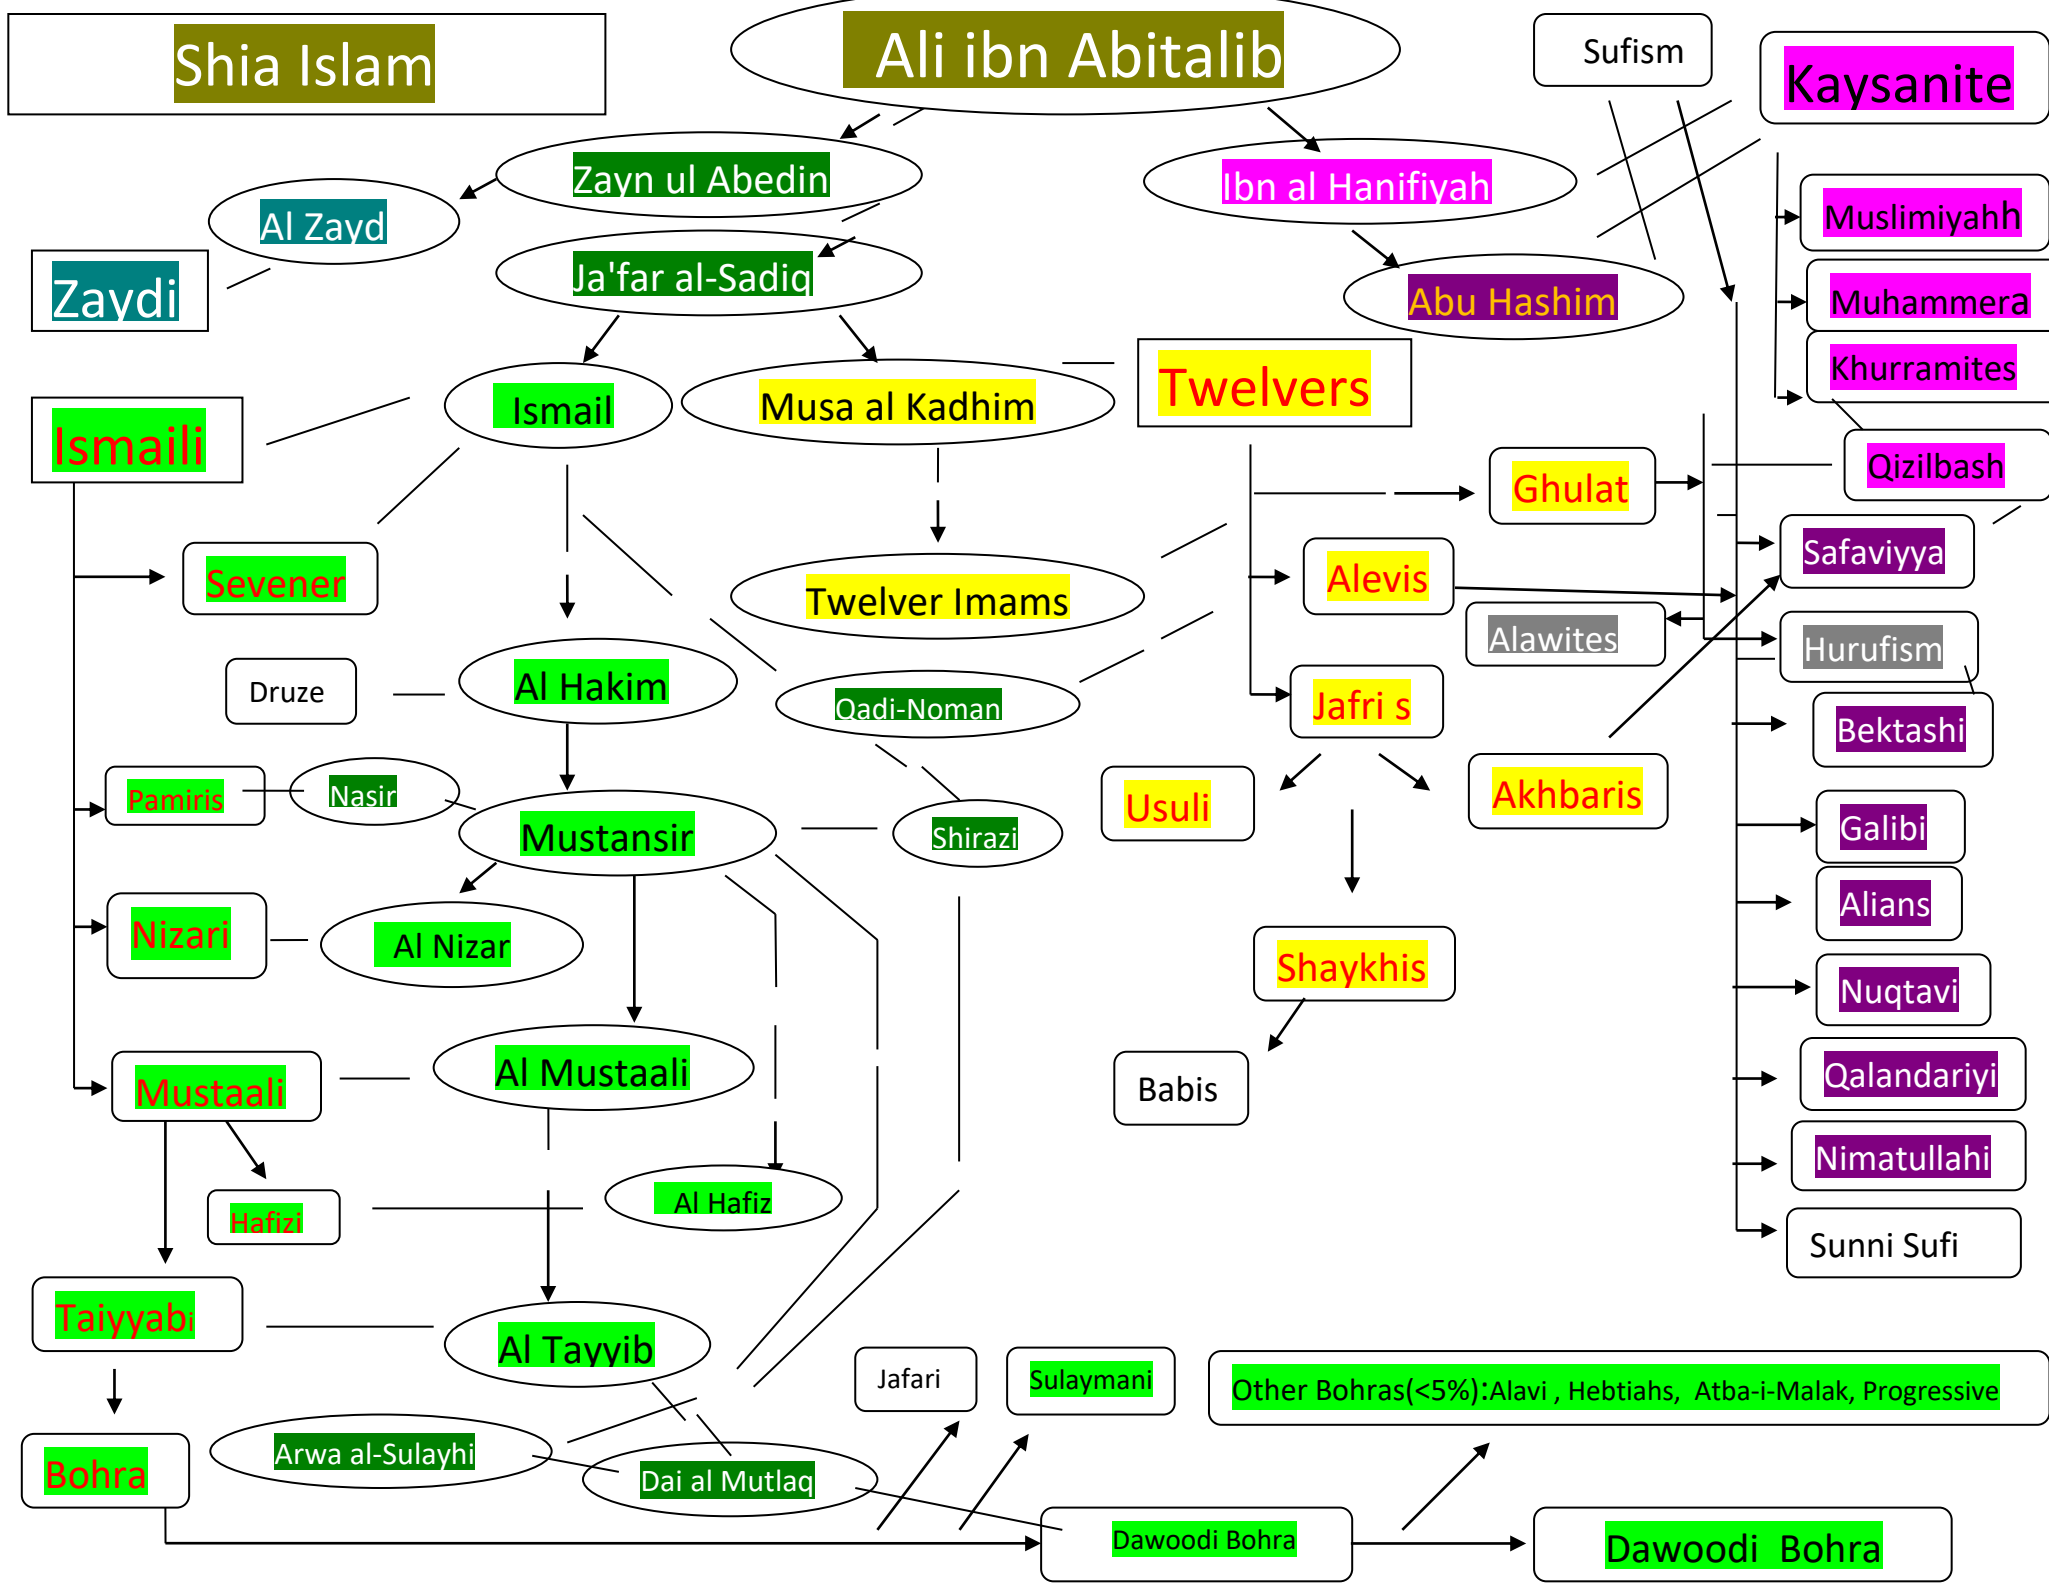 Shia Islam
Ali ibn Abitalib
Sufism
Kaysanite
Zayn ul Abedin
Ibn al Hanifiyah
Al Zayd
Muslimiyahh
Zaydi
Ja'far al-Sadiq
Abu Hashim
Muhammera
Khurramites
Ismail
Musa al Kadhim
Twelvers
Ismaili
Qizilbash
Ghulat
Sevener
Twelver Imams
Alevis
Safaviyya
Alawites
Hurufism
Druze
Al Hakim
Qadi-Noman
Jafri s
Bektashi
Pamiris
Nasir
Mustansir
Shirazi
Usuli
Akhbaris
Galibi
Nizari
Al Nizar
Shaykhis
Alians
Nuqtavi
Mustaali
Al Mustaali
Babis
Qalandariyi
Hafizi
Al Hafiz
Nimatullahi
Sunni Sufi
Taiyyabi
Al Tayyib
Jafari
Sulaymani
Other Bohras(<5%):Alavi , Hebtiahs, Atba-i-Malak, Progressive
Bohra
Arwa al-Sulayhi
Dai al Mutlaq
Dawoodi Bohra
Dawoodi Bohra